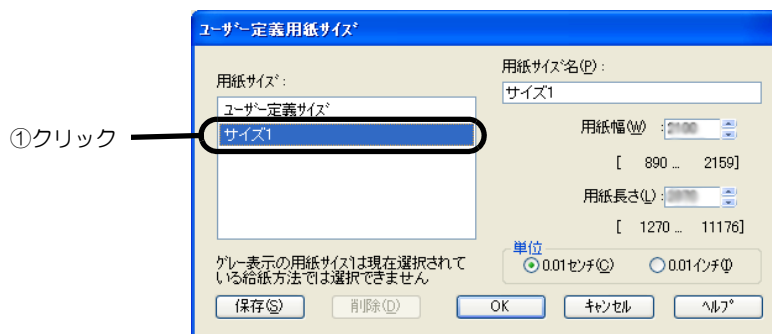 ユーザー定義用紙サイズ
用紙サイズ:
ユーザー定義サイズ
サイズ1
①クリック
グレー表示の用紙サイズは現在選択されて
いる給紙方法では選択できません
用紙サイズ名(P):
サイズ1
用紙幅(W) :
[ 890 ... 2159]
用紙長さ(L) :
[ 1270 ... 11176]
単位
0.01センチ(C) 0.01インチ(I)
保存(S) 削除(D) OK キャンセル ヘルプ